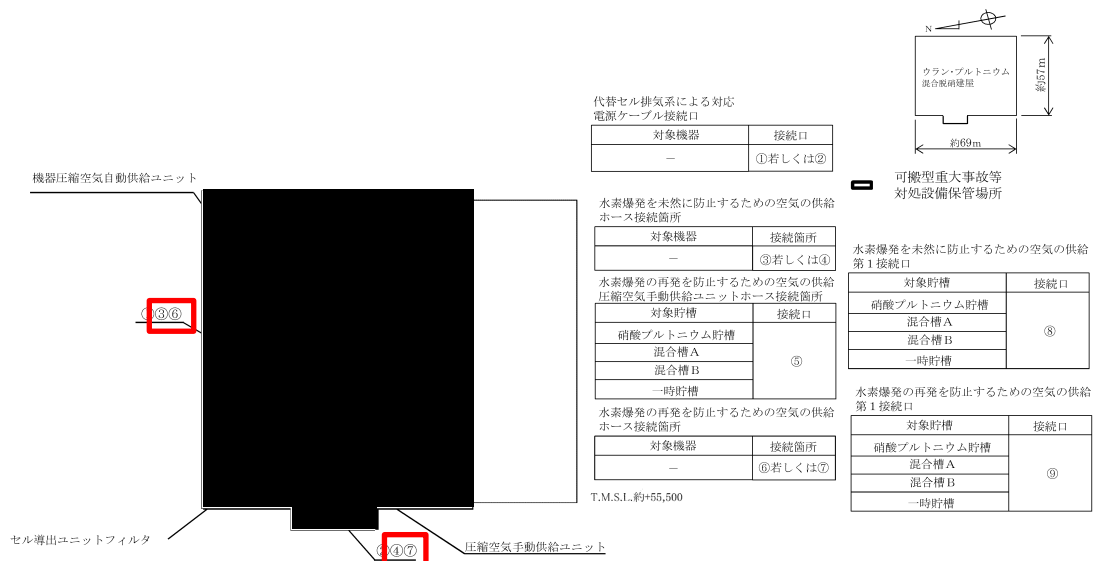 N
ウラン・プルトニウム
混合脱硝建屋
約57m
約69m
可搬型重大事故等
対処設備保管場所
代替セル排気系による対応
電源ケーブル接続口
対象機器 接続口
－ ①若しくは②
機器圧縮空気自動供給ユニット
水素爆発を未然に防止するための空気の供給
ホース接続箇所
対象機器 接続箇所
－ ③若しくは④
水素爆発の再発を防止するための空気の供給
圧縮空気手動供給ユニットホース接続箇所
対象貯槽 接続口
硝酸プルトニウム貯槽
混合槽A
混合槽B
一時貯槽
⑤
水素爆発の再発を防止するための空気の供給
ホース接続箇所
対象機器 接続箇所
－ ⑥若しくは⑦
T.M.S.L.約+55,500
水素爆発を未然に防止するための空気の供給
第１接続口
対象貯槽 接続口
硝酸プルトニウム貯槽
混合槽A
混合槽B
一時貯槽
⑧
水素爆発の再発を防止するための空気の供給
第１接続口
対象貯槽 接続口
硝酸プルトニウム貯槽
混合槽A
混合槽B
一時貯槽
⑨
①③⑥
セル導出ユニットフィルタ
②④⑦
圧縮空気手動供給ユニット